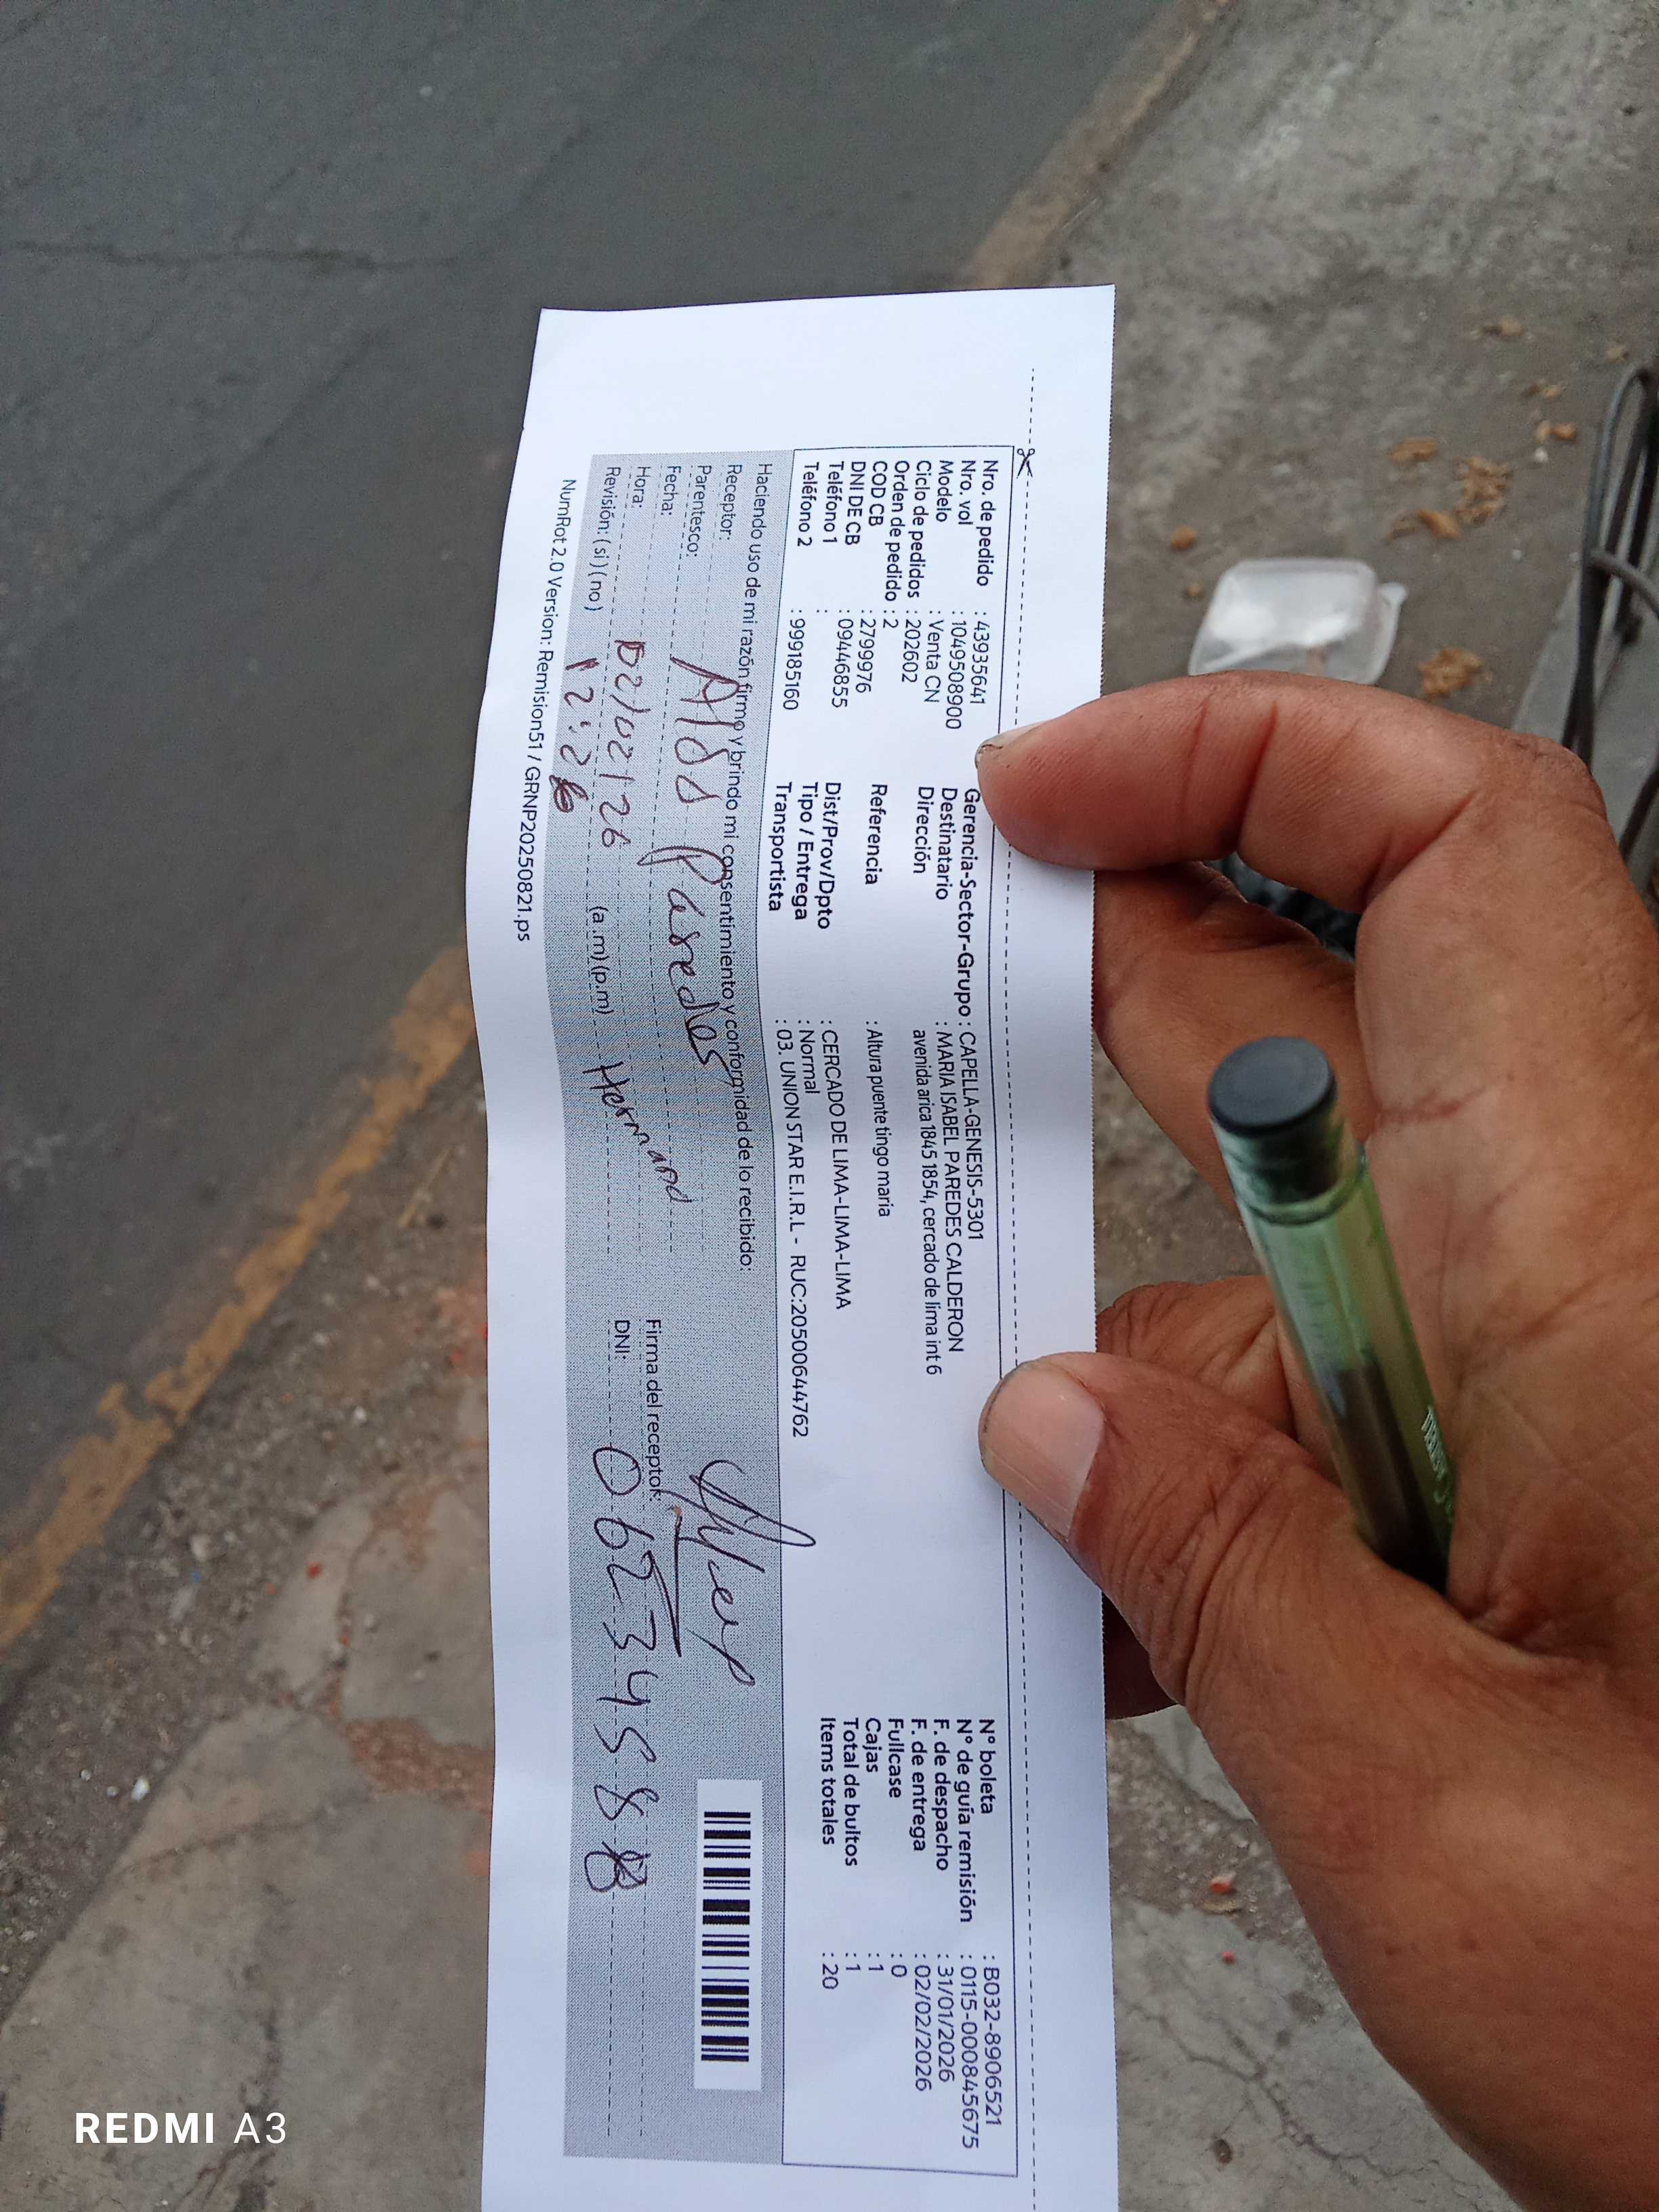 Nro. de pedido : 43935641
Nro. vol : 1049508900
Modelo : Venta CN
Ciclo de pedidos : 202602
Orden de pedido : 2
COD CB : 2799976
DNI DE CB : 09446855
Teléfono 1 :
Teléfono 2 : 999185160
Gerencia-Sector-Grupo : CAPELLA-GENESIS-5301
Destinatario : MARIA ISABEL PAREDES CALDERON
Dirección avenida arica 1845 1854, cercado de lima int 6
Referencia : Altura puente tingo maria
Dist/Prov/Dpto : CERCADO DE LIMA-LIMA-LIMA
Tipo / Entrega : Normal
Transportista : 03. UNION STAR E.I.R.L - RUC:20500644762
N° boleta : B032-8906521
N° de guía remisión : 0115-000845675
F. de despacho : 31/01/2026
F. de entrega : 02/02/2026
Fullcase : 0
Cajas : 1
Total de bultos : 1
Items totales : 20
Haciendo uso de mi razón firmo y brindo mi consentimiento y conformidad de lo recibido:
Receptor: Paredes
Parentesco: Hermana
Fecha: 02/02/26
Hora: 12:26 (a.m)(p.m)
Revisión: (si)(no)
Firma del receptor:
DNI: 06234588
NumRot 2.0 Version: Remision51 / GRNP20250821.ps
REDMI A3